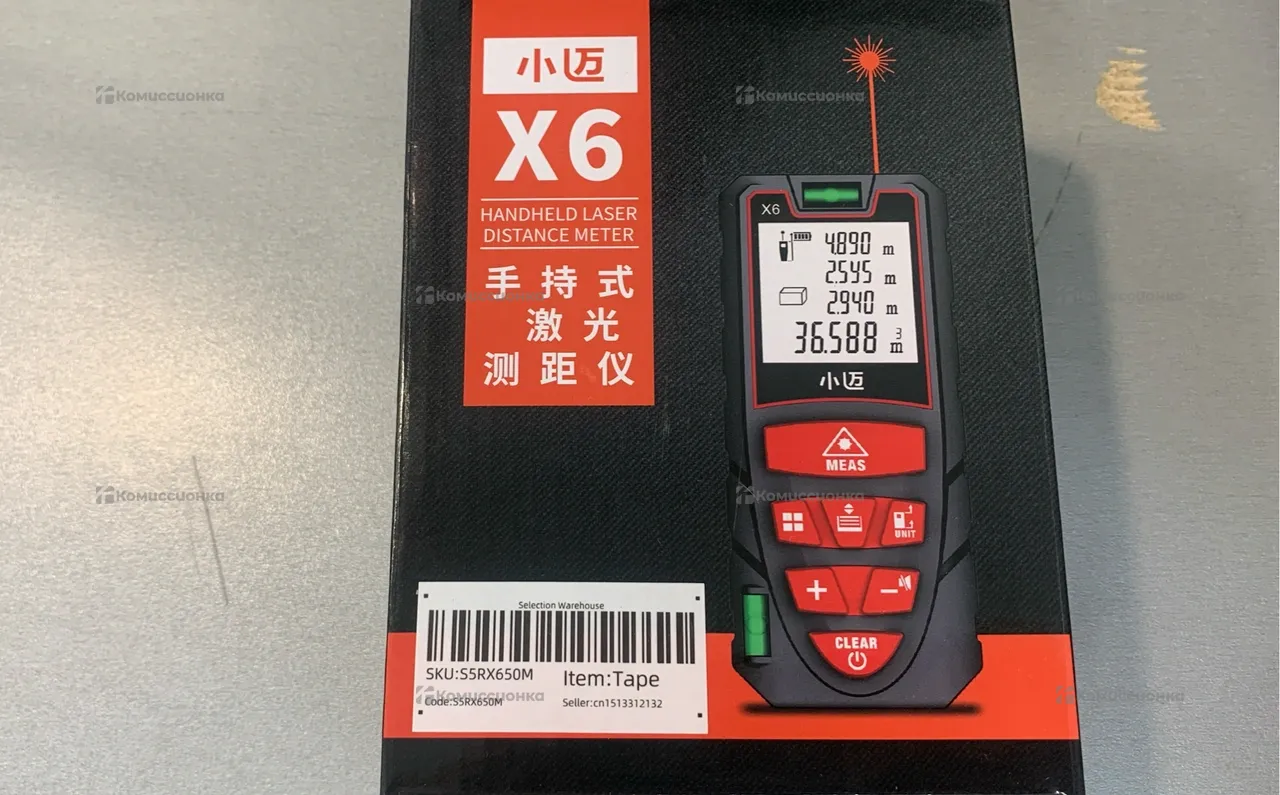 小迈
X6
HANDHELD LASER
DISTANCE METER
手持式
激光
测距仪
X6
4.890 m
2.545 m
2.940 m
36.588 m3
小迈
MEAS
UNIT
+
−
CLEAR
Selection Warehouse
SKU:S5RX650M
Item:Tape
Code:S5RX650M
Seller:cn1513312132
Комиссионка
Комиссионка
Комиссионка
Комиссионка
Комиссионка
Комиссионка
Комиссионка
Комиссионка